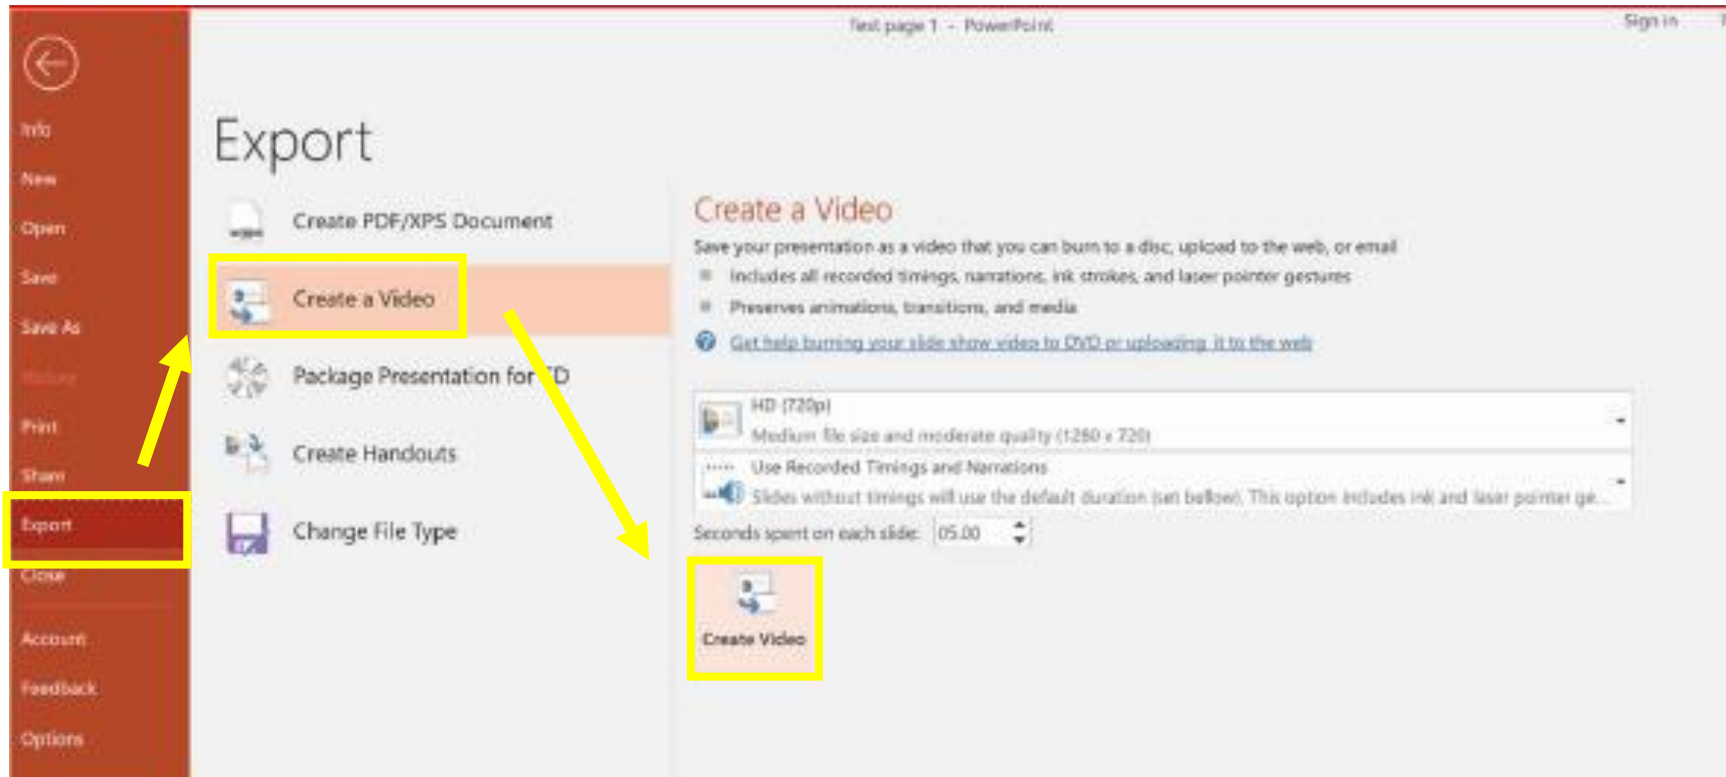 Test page 1 - PowerPoint
Sign in
Info
New
Open
Save
Save As
History
Print
Share
Export
Close
Account
Feedback
Options
Export
Create PDF/XPS Document
Create a Video
Package Presentation for CD
Create Handouts
Change File Type
Create a Video
Save your presentation as a video that you can burn to a disc, upload to the web, or email
Includes all recorded timings, narrations, ink strokes, and laser pointer gestures
Preserves animations, transitions, and media
Get help burning your slide show video to DVD or uploading it to the web
HD (720p)
Medium file size and moderate quality (1280 x 720)
Use Recorded Timings and Narrations
Slides without timings will use the default duration (set bellow). This option includes ink and laser pointer ge...
Seconds spent on each slide: 05.00
Create Video